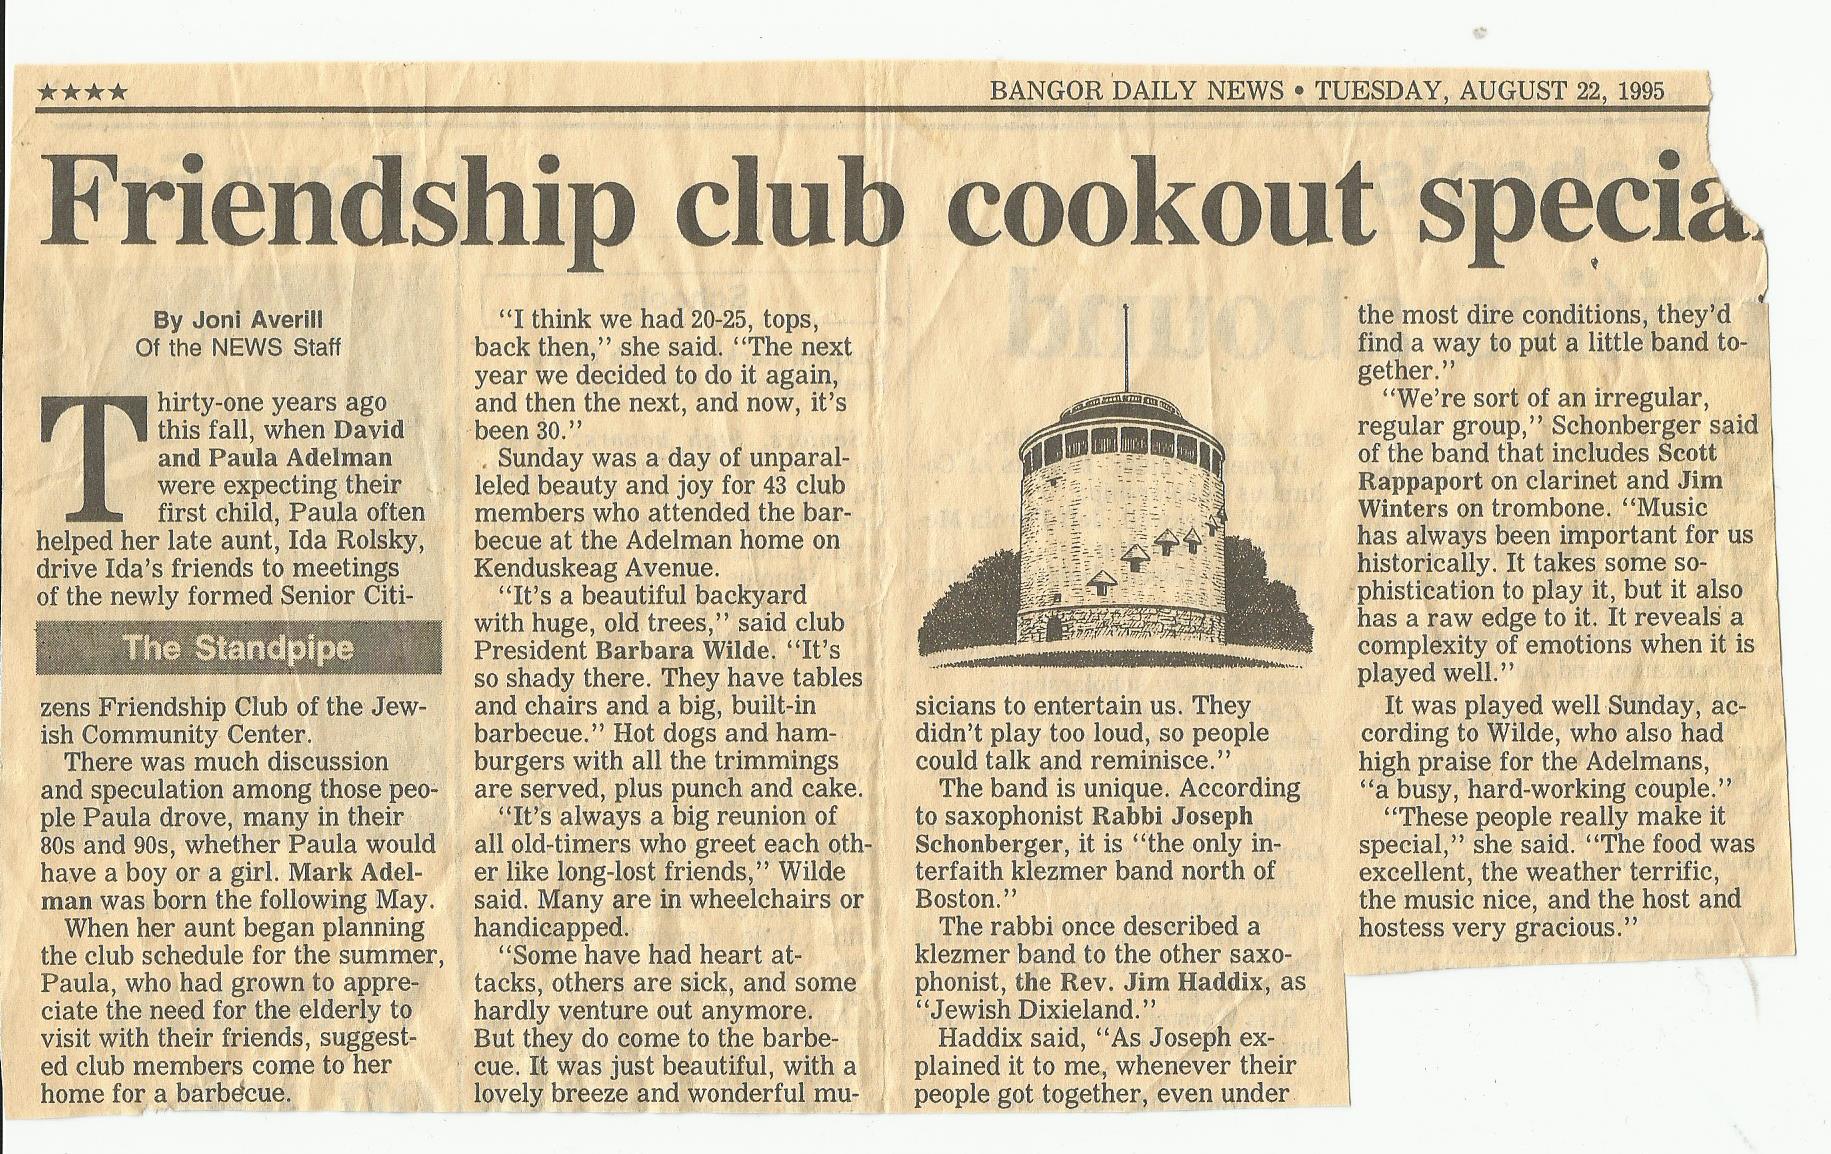 ★★★★
BANGOR DAILY NEWS • TUESDAY, AUGUST 22, 1995
Friendship club cookout specia
By Joni Averill
Of the NEWS Staff
Thirty-one years ago
this fall, when David
and Paula Adelman
were expecting their
first child, Paula often
helped her late aunt, Ida Rolsky,
drive Ida's friends to meetings
of the newly formed Senior Citi-
The Standpipe
zens Friendship Club of the Jew-
ish Community Center.
There was much discussion
and speculation among those peo-
ple Paula drove, many in their
80s and 90s, whether Paula would
have a boy or a girl. Mark Adel-
man was born the following May.
When her aunt began planning
the club schedule for the summer,
Paula, who had grown to appre-
ciate the need for the elderly to
visit with their friends, suggest-
ed club members come to her
home for a barbecue.
"I think we had 20-25, tops,
back then," she said. "The next
year we decided to do it again,
and then the next, and now, it's
been 30."
Sunday was a day of unparal-
leled beauty and joy for 43 club
members who attended the bar-
becue at the Adelman home on
Kenduskeag Avenue.
"It's a beautiful backyard
with huge, old trees," said club
President Barbara Wilde. "It's
so shady there. They have tables
and chairs and a big, built-in
barbecue." Hot dogs and ham-
burgers with all the trimmings
are served, plus punch and cake.
"It's always a big reunion of
all old-timers who greet each oth-
er like long-lost friends," Wilde
said. Many are in wheelchairs or
handicapped.
"Some have had heart at-
tacks, others are sick, and some
hardly venture out anymore.
But they do come to the barbe-
cue. It was just beautiful, with a
lovely breeze and wonderful mu-
sicians to entertain us. They
didn't play too loud, so people
could talk and reminisce."
The band is unique. According
to saxophonist Rabbi Joseph
Schonberger, it is "the only in-
terfaith klezmer band north of
Boston."
The rabbi once described a
klezmer band to the other saxo-
phonist, the Rev. Jim Haddix, as
"Jewish Dixieland."
Haddix said, "As Joseph ex-
plained it to me, whenever their
people got together, even under
the most dire conditions, they'd
find a way to put a little band to-
gether."
"We're sort of an irregular,
regular group," Schonberger said
of the band that includes Scott
Rappaport on clarinet and Jim
Winters on trombone. "Music
has always been important for us
historically. It takes some so-
phistication to play it, but it also
has a raw edge to it. It reveals a
complexity of emotions when it is
played well."
It was played well Sunday, ac-
cording to Wilde, who also had
high praise for the Adelmans,
"a busy, hard-working couple."
"These people really make it
special," she said. "The food was
excellent, the weather terrific,
the music nice, and the host and
hostess very gracious."